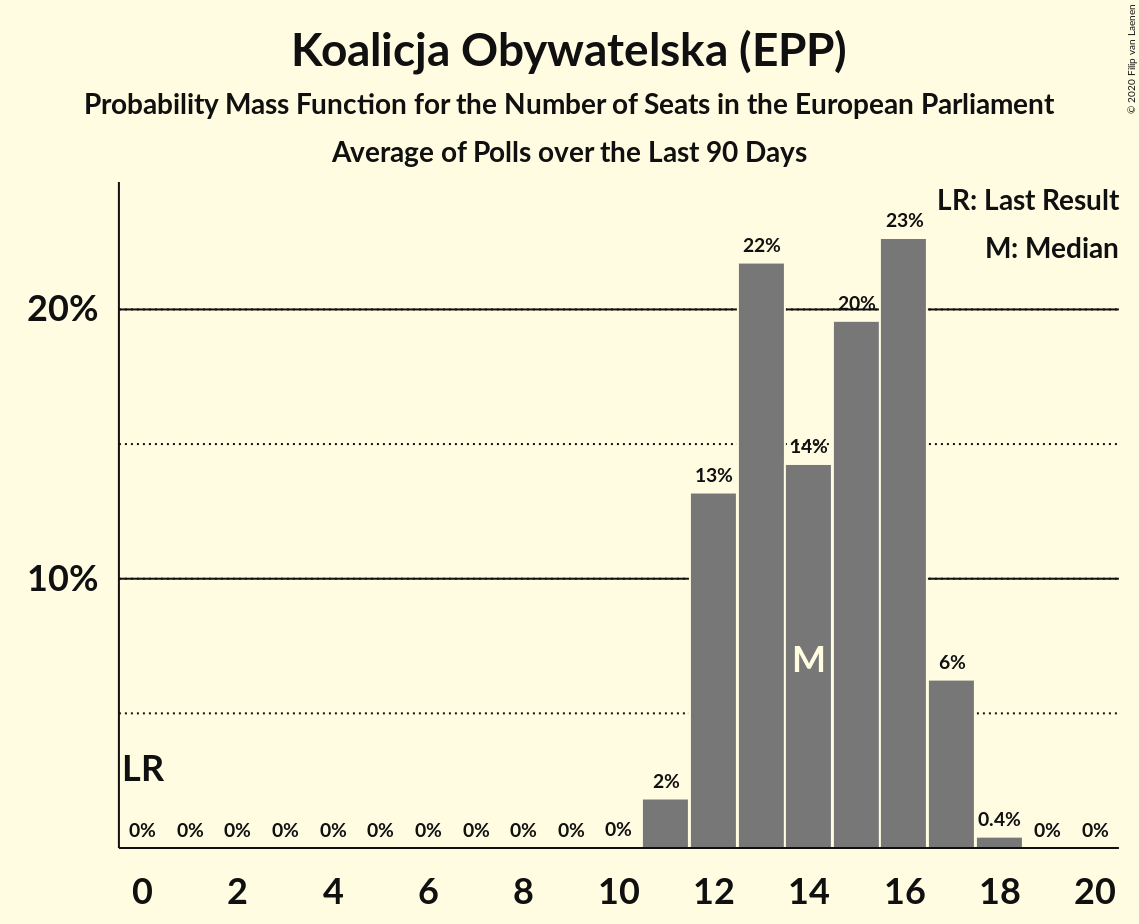 Koalicja Obywatelska (EPP)
Probability Mass Function for the Number of Seats in the European Parliament
Average of Polls over the Last 90 Days
© 2020 Filip van Laenen
LR: Last Result
M: Median
20%
10%
LR
M
0% 0% 0% 0% 0% 0% 0% 0% 0% 0% 0% 2% 13% 22% 14% 20% 23% 6% 0.4% 0% 0%
0 2 4 6 8 10 12 14 16 18 20